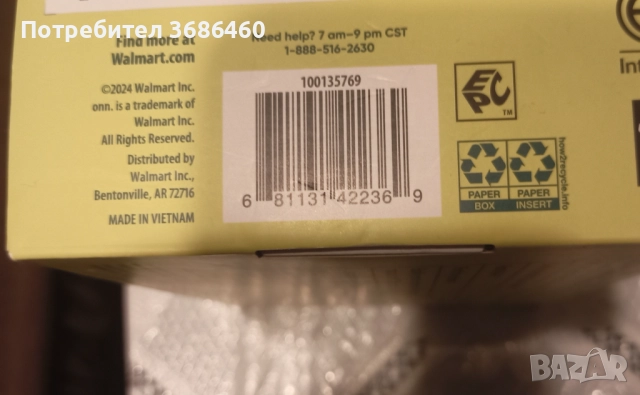 Потребител 3686460
Find more at
Walmart.com
Need help? 7 am–9 pm CST
1-888-516-2630
©2024 Walmart Inc.
onn. is a trademark of
Walmart Inc.
All Rights Reserved.
Distributed by
Walmart Inc.,
Bentonville, AR 72716
MADE IN VIETNAM
100135769
6 81131 42236 9
EPC
TM
PAPER
BOX
PAPER
INSERT
how2recycle.info
Int
BAZAR